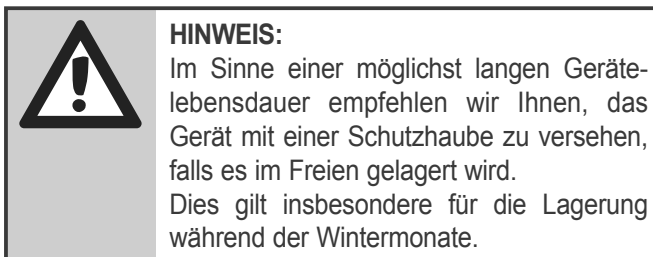 HINWEIS:
Im Sinne einer möglichst langen Geräte-
lebensdauer empfehlen wir Ihnen, das
Gerät mit einer Schutzhaube zu versehen,
falls es im Freien gelagert wird.
Dies gilt insbesondere für die Lagerung
während der Wintermonate.